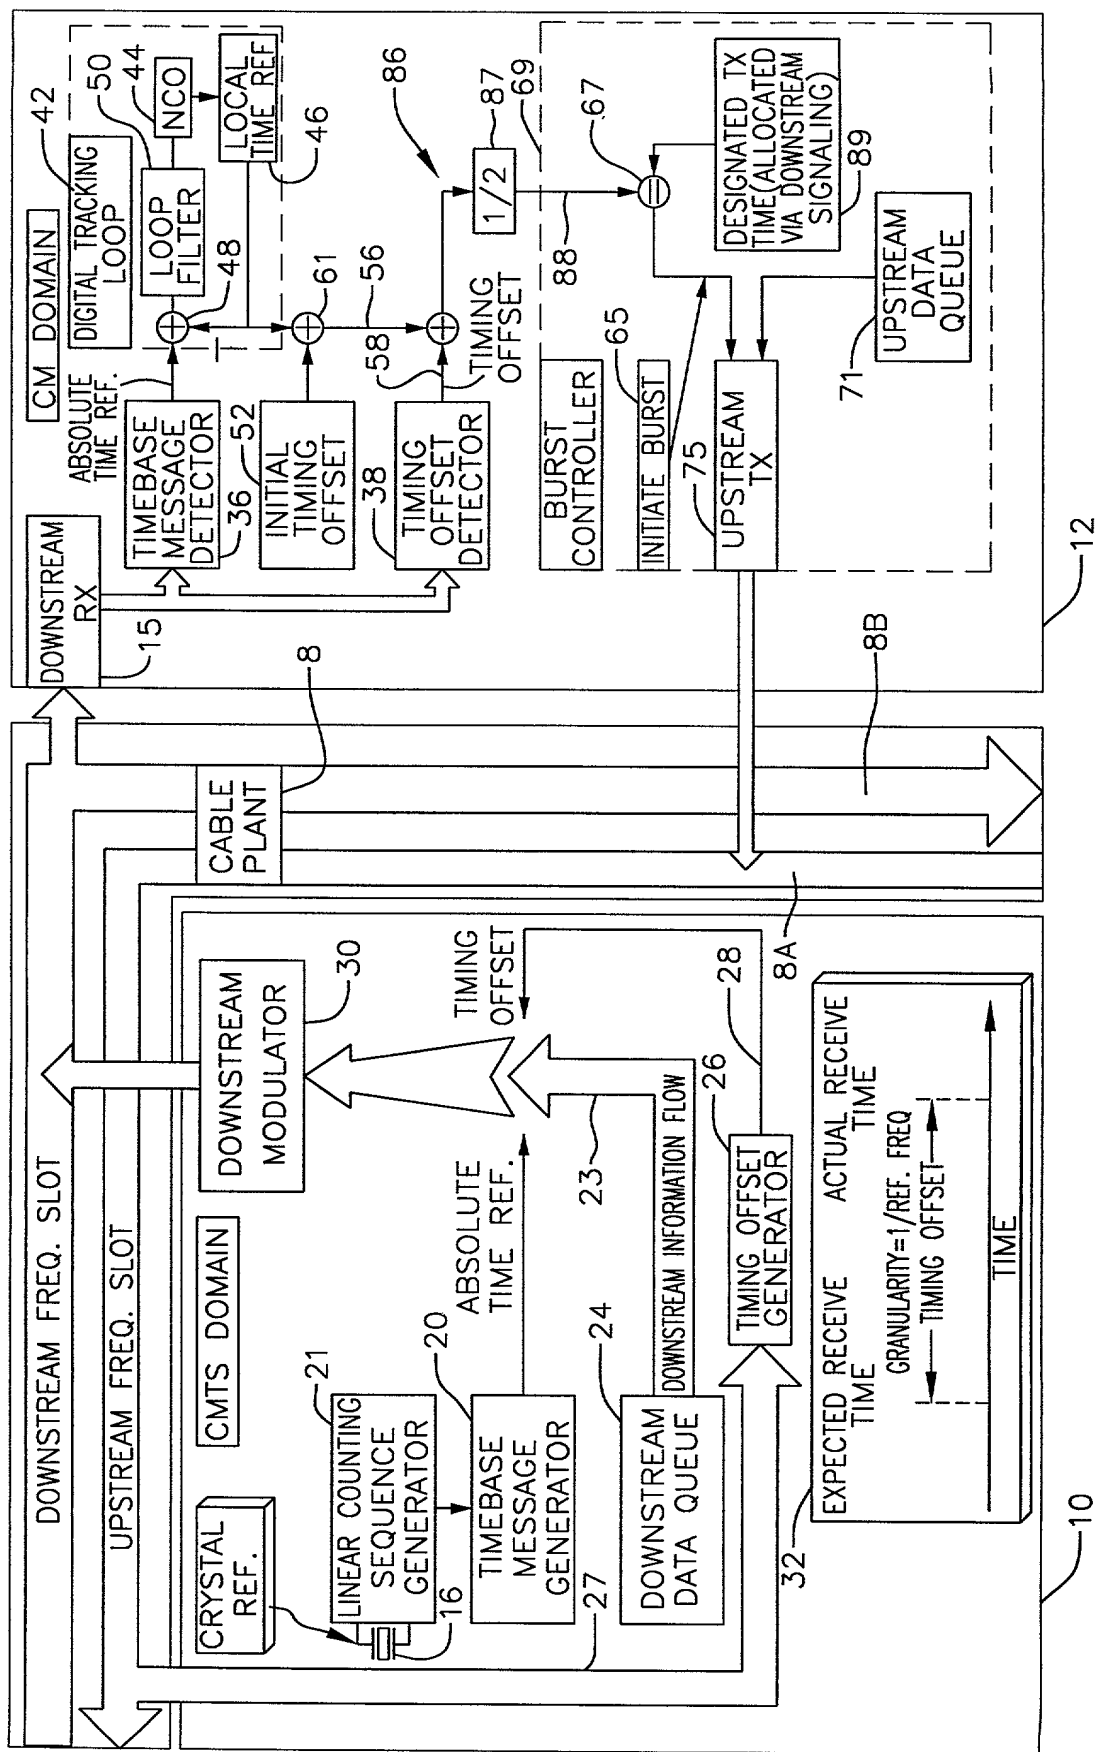 DOWNSTREAM FREQ. SLOT
UPSTREAM FREQ. SLOT
CRYSTAL
REF.
CMTS DOMAIN
DOWNSTREAM
MODULATOR
30
CABLE
PLANT
8
21
LINEAR COUNTING
SEQUENCE
GENERATOR
16
20
TIMEBASE
MESSAGE
GENERATOR
ABSOLUTE
TIME REF.
TIMING
OFFSET
27
24
DOWNSTREAM
DATA QUEUE
DOWNSTREAM INFORMATION FLOW
23
26
TIMING OFFSET
GENERATOR
28
8A
8B
32
EXPECTED RECEIVE
TIME
ACTUAL RECEIVE
TIME
GRANULARITY=1/REF. FREQ
TIMING OFFSET
TIME
10
DOWNSTREAM
RX
15
CM DOMAIN
42
DIGITAL TRACKING
LOOP
50
44
ABSOLUTE
TIME REF.
LOOP
FILTER
NCO
48
TIMEBASE
MESSAGE
DETECTOR
36
LOCAL
TIME REF
46
52
INITIAL
TIMING
OFFSET
61
56
86
38
TIMING
OFFSET
DETECTOR
58
TIMING
OFFSET
1/2
87
69
88
BURST
CONTROLLER
65
INITIATE BURST
67
75
UPSTREAM
TX
DESIGNATED TX
TIME(ALLOCATED
VIA DOWNSTREAM
SIGNALING)
89
71
UPSTREAM
DATA
QUEUE
12